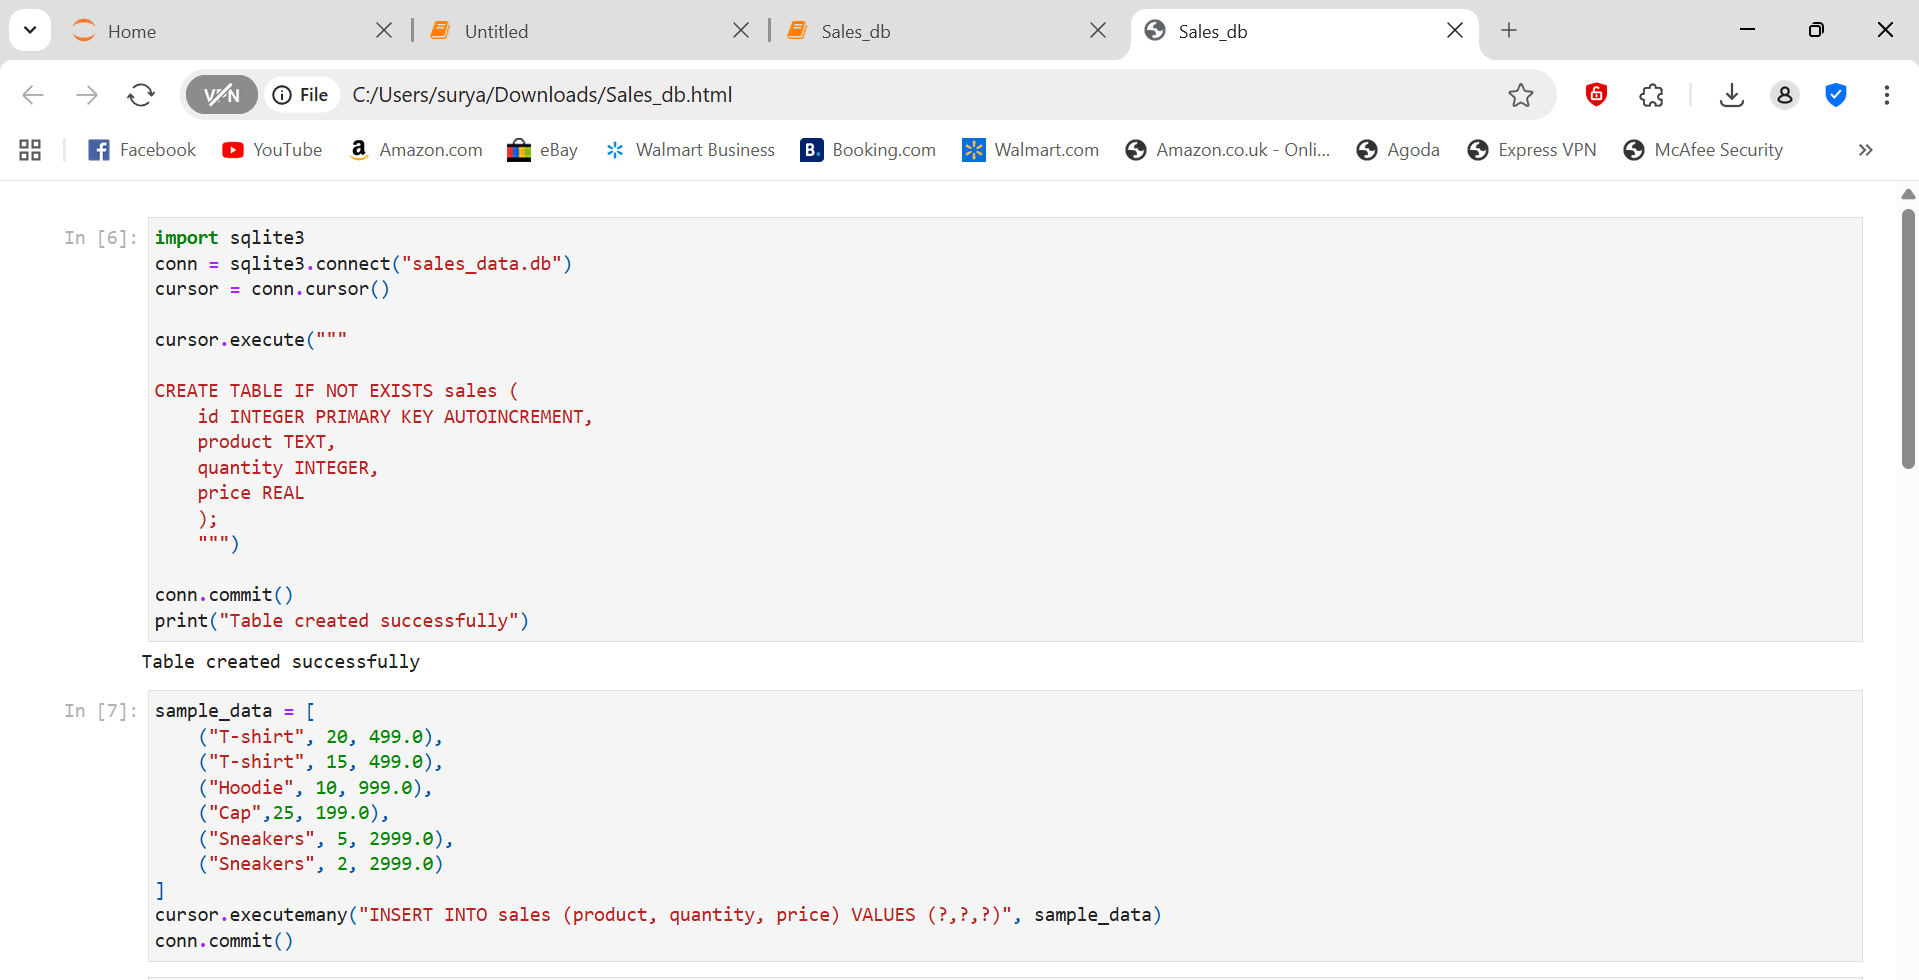 Home
Untitled
Sales_db
Sales_db
VPN
File
C:/Users/surya/Downloads/Sales_db.html
Facebook
YouTube
Amazon.com
eBay
Walmart Business
B.
Booking.com
Walmart.com
Amazon.co.uk - Onli...
Agoda
Express VPN
McAfee Security
In [6]:
import sqlite3
conn = sqlite3.connect("sales_data.db")
cursor = conn.cursor()
cursor.execute("""
CREATE TABLE IF NOT EXISTS sales (
    id INTEGER PRIMARY KEY AUTOINCREMENT,
    product TEXT,
    quantity INTEGER,
    price REAL
    );
    """)
conn.commit()
print("Table created successfully")
Table created successfully
In [7]:
sample_data = [
    ("T-shirt", 20, 499.0),
    ("T-shirt", 15, 499.0),
    ("Hoodie", 10, 999.0),
    ("Cap",25, 199.0),
    ("Sneakers", 5, 2999.0),
    ("Sneakers", 2, 2999.0)
]
cursor.executemany("INSERT INTO sales (product, quantity, price) VALUES (?,?,?)", sample_data)
conn.commit()